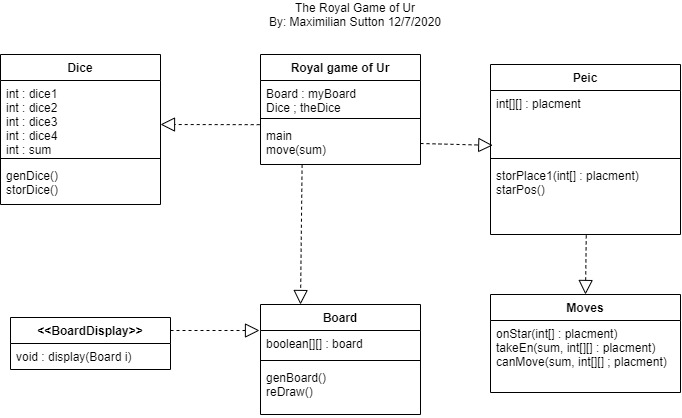 The Royal Game of Ur
By: Maximilian Sutton 12/7/2020
Dice
int : dice1
int : dice2
int : dice3
int : dice4
int : sum
genDice()
storDice()
Royal game of Ur
Board : myBoard
Dice ; theDice
main
move(sum)
Peic
int[][] : placment
storPlace1(int[] : placment)
starPos()
<<BoardDisplay>>
void : display(Board i)
Board
boolean[][] : board
genBoard()
reDraw()
Moves
onStar(int[] : placment)
takeEn(sum, int[][] : placment)
canMove(sum, int[][] ; placment)